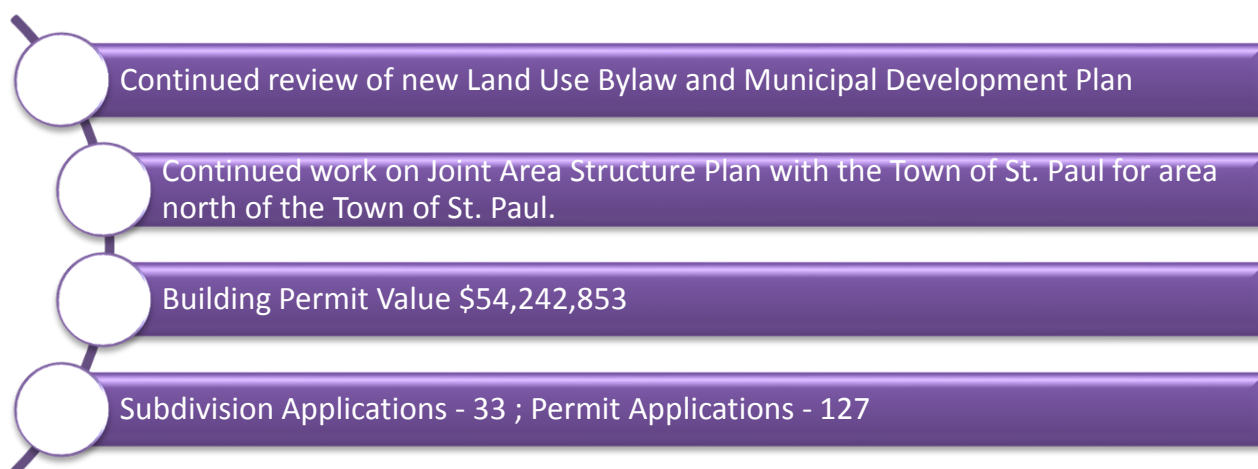 Continued review of new Land Use Bylaw and Municipal Development Plan
Continued work on Joint Area Structure Plan with the Town of St. Paul for area
north of the Town of St. Paul.
Building Permit Value $54,242,853
Subdivision Applications - 33 ; Permit Applications - 127